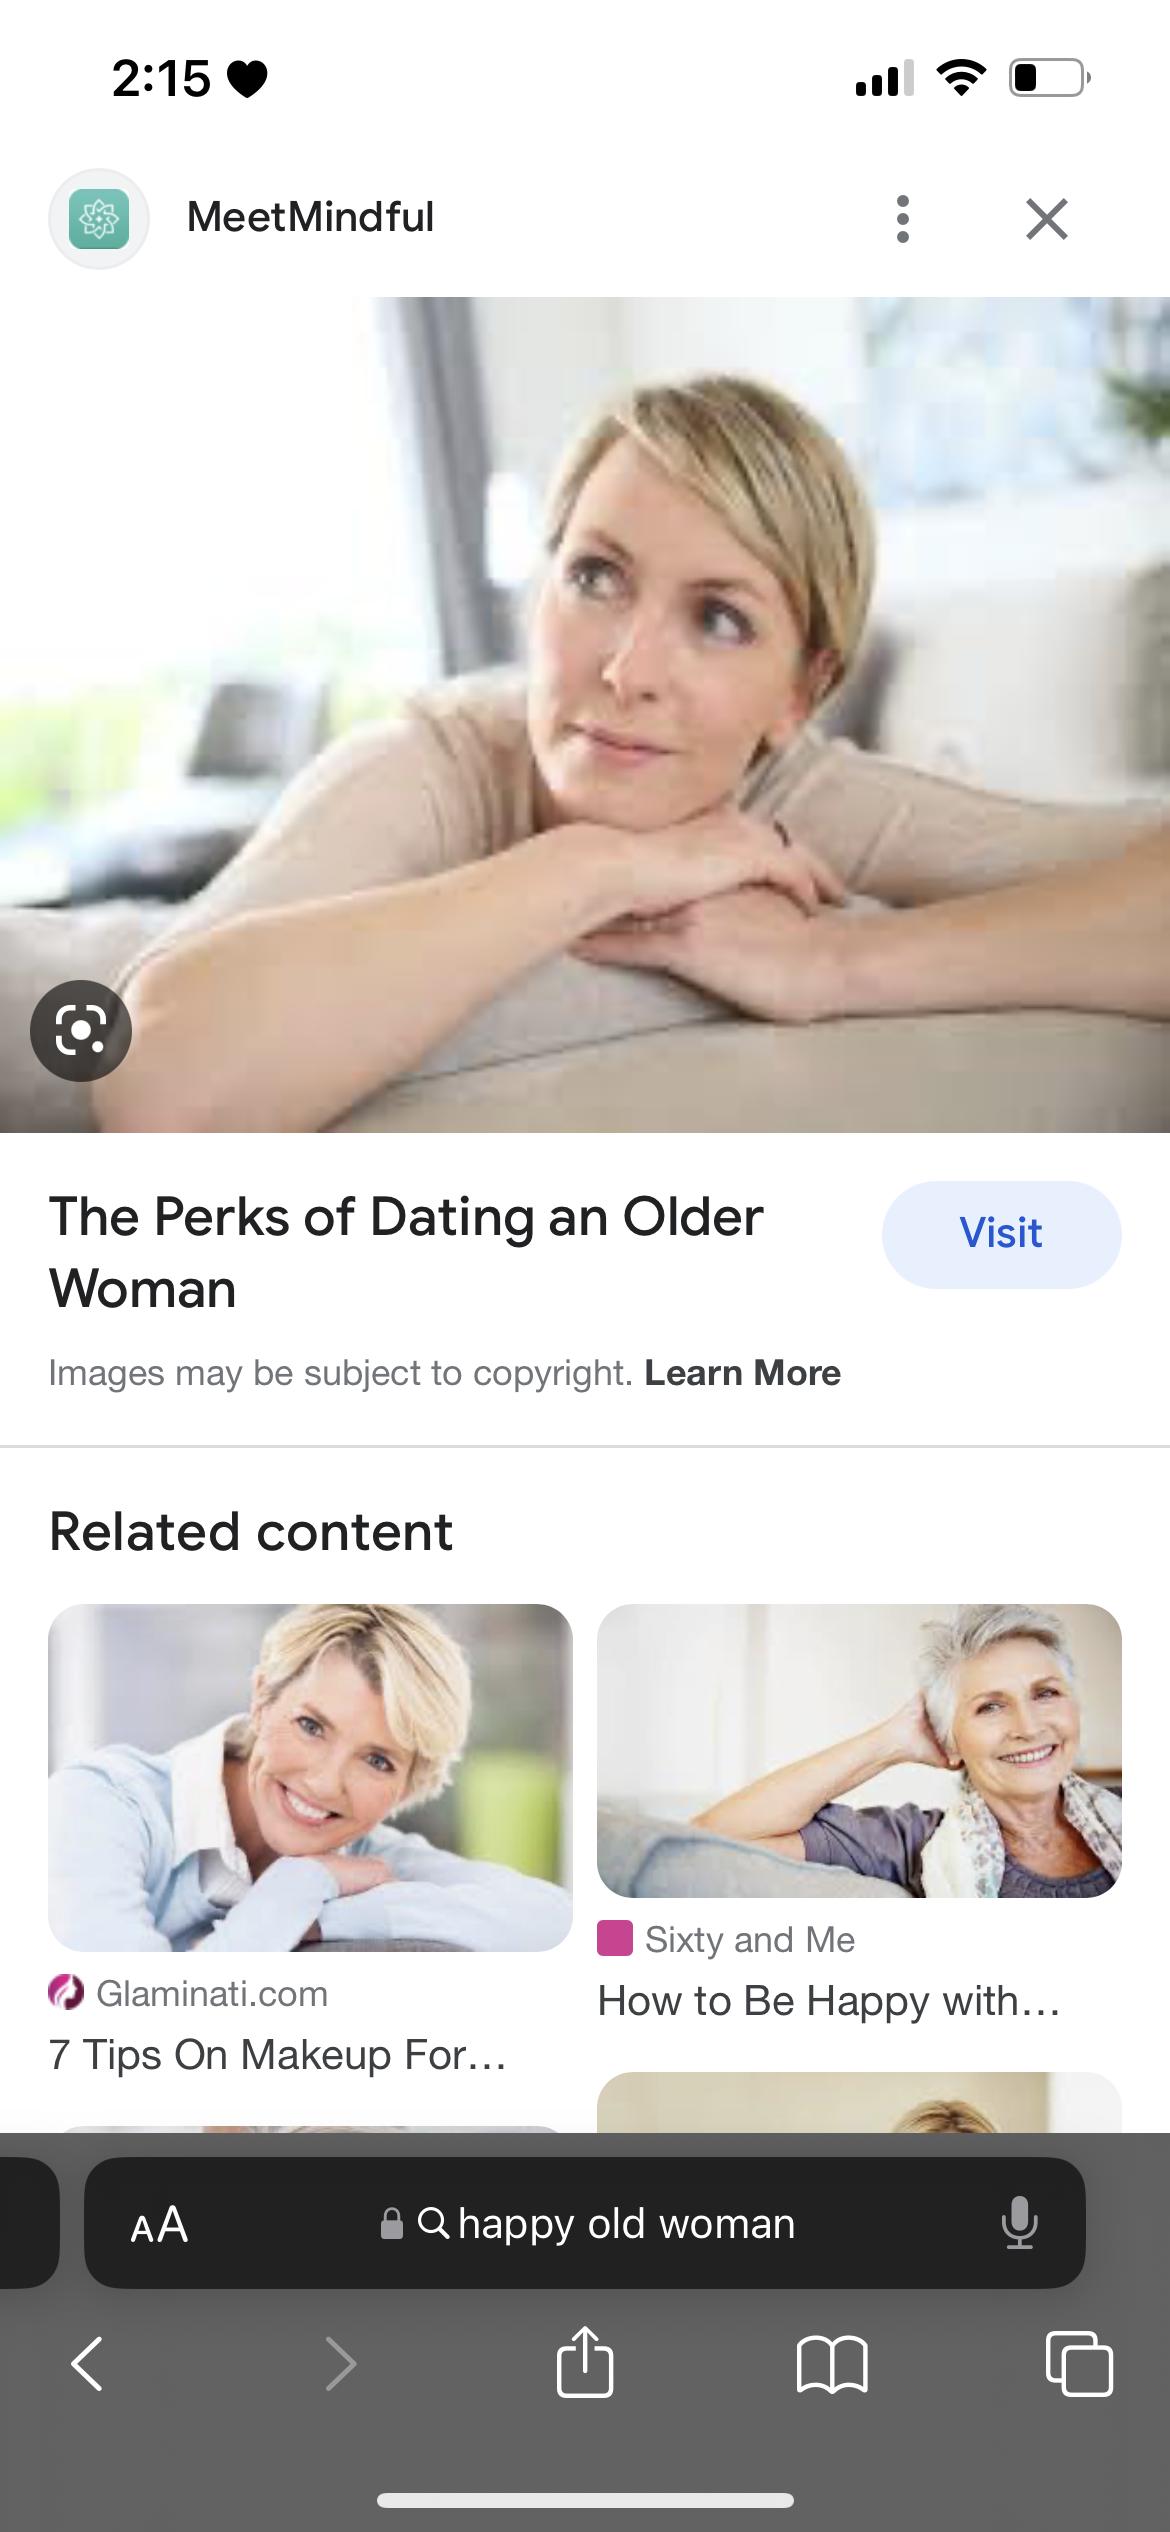 2:15
MeetMindful
The Perks of Dating an Older
Woman
Visit
Images may be subject to copyright. Learn More
Related content
Glaminati.com
7 Tips On Makeup For...
Sixty and Me
How to Be Happy with...
AA
happy old woman